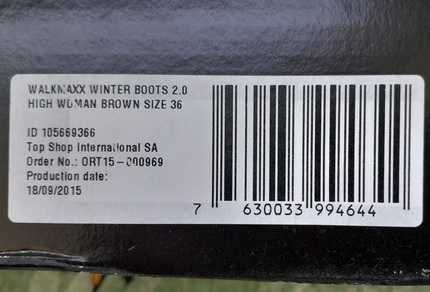 WALKMAXX WINTER BOOTS 2.0
HIGH WOMAN BROWN SIZE 36
ID 105669366
Top Shop International SA
Order No.: ORT15-000969
Production date:
18/09/2015
7 630033 994644